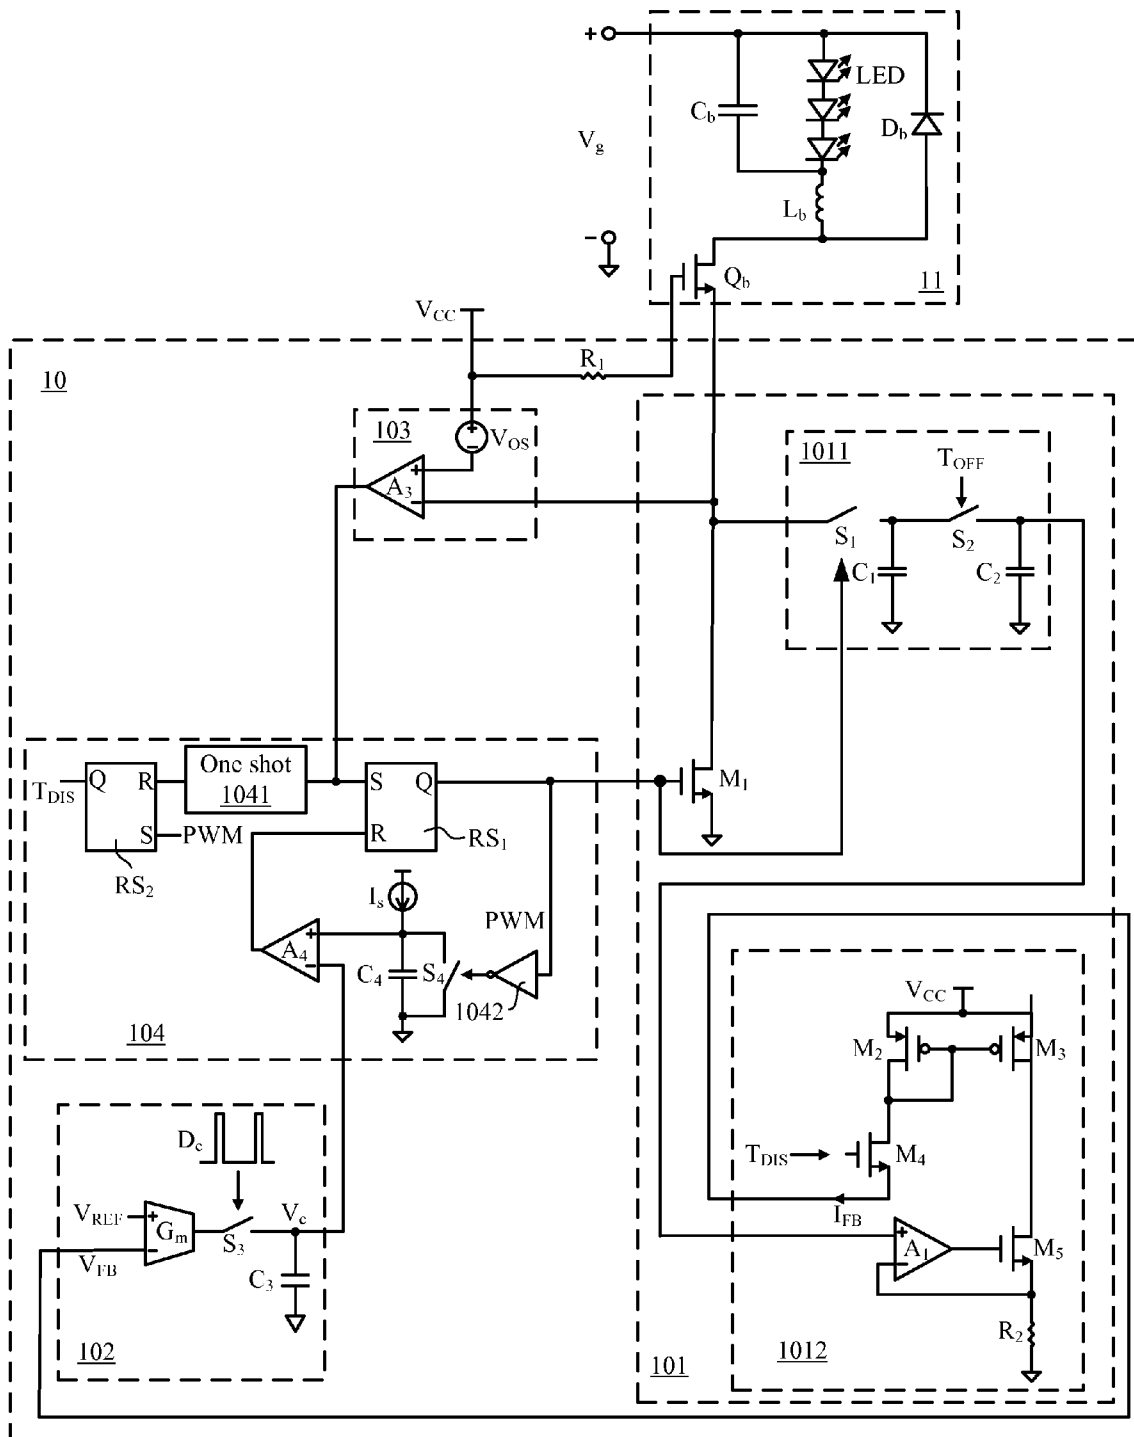 +
LED
C_b
D_b
V_g
L_b
−
Q_b
11
V_CC
R_1
10
103
V_OS
+
−
A_3
+
−
1011
T_OFF
S_1
S_2
C_1
C_2
One shot
1041
Q
R
S
Q
T_DIS
S
PWM
R
RS_1
RS_2
M_1
I_s
PWM
A_4
+
−
C_4
S_4
1042
104
V_CC
M_2
M_3
T_DIS
M_4
I_FB
D_c
V_REF
+
G_m
−
V_FB
S_3
V_c
C_3
A_1
+
−
M_5
R_2
102
101
1012